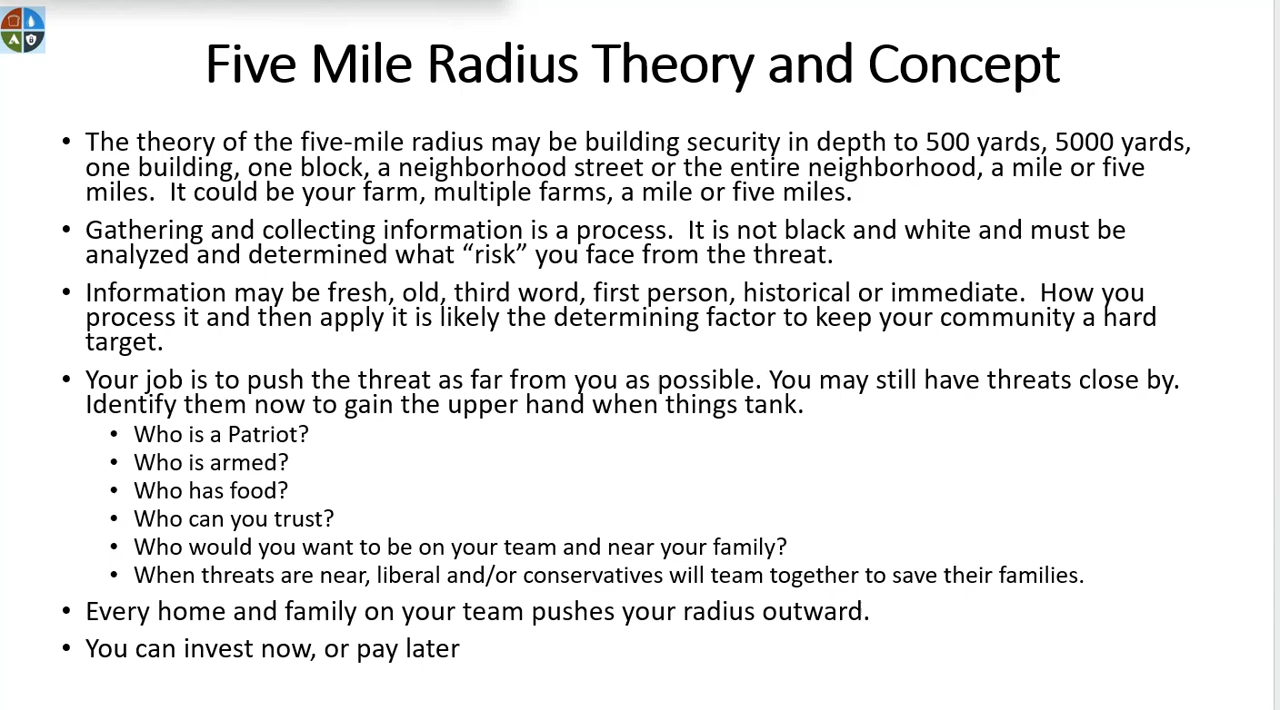 Five Mile Radius Theory and Concept
• The theory of the five-mile radius may be building security in depth to 500 yards, 5000 yards,
one building, one block, a neighborhood street or the entire neighborhood, a mile or five
miles.  It could be your farm, multiple farms, a mile or five miles.
• Gathering and collecting information is a process.  It is not black and white and must be
analyzed and determined what “risk” you face from the threat.
• Information may be fresh, old, third word, first person, historical or immediate.  How you
process it and then apply it is likely the determining factor to keep your community a hard
target.
• Your job is to push the threat as far from you as possible. You may still have threats close by.
Identify them now to gain the upper hand when things tank.
• Who is a Patriot?
• Who is armed?
• Who has food?
• Who can you trust?
• Who would you want to be on your team and near your family?
• When threats are near, liberal and/or conservatives will team together to save their families.
• Every home and family on your team pushes your radius outward.
• You can invest now, or pay later